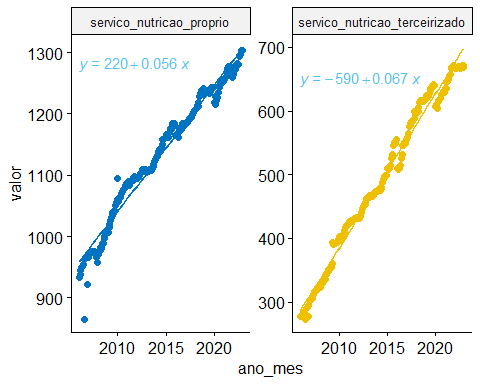 servico_nutricao_proprio
servico_nutricao_terceirizado
y = 220 + 0.056 x
y = −590 + 0.067 x
1300
1200
1100
1000
900
700
600
500
400
300
valor
2010 2015 2020
2010 2015 2020
ano_mes